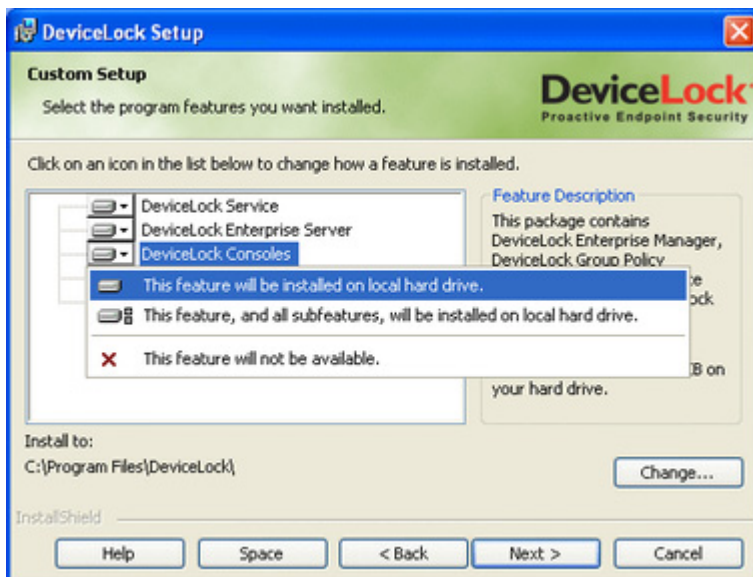 DeviceLock Setup
Custom Setup
Select the program features you want installed.
DeviceLock
Proactive Endpoint Security
Click on an icon in the list below to change how a feature is installed.
DeviceLock Service
DeviceLock Enterprise Server
DeviceLock Consoles
This feature will be installed on local hard drive.
This feature, and all subfeatures, will be installed on local hard drive.
This feature will not be available.
Feature Description
This package contains
DeviceLock Enterprise Manager,
DeviceLock Group Policy
on
your hard drive.
Install to:
C:\Program Files\DeviceLock\
Change...
InstallShield
Help
Space
< Back
Next >
Cancel